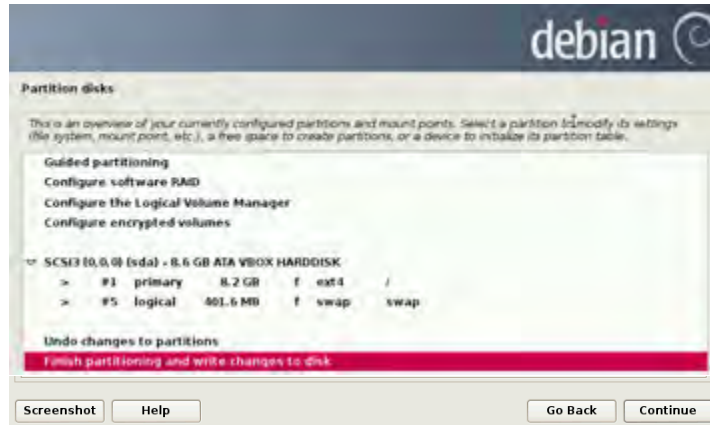 debian
Partition disks
This is an overview of your currently configured partitions and mount points. Select a partition to modify its settings
(file system, mount point, etc.), a free space to create partitions, or a device to initialize its partition table.
Guided partitioning
Configure software RAID
Configure the Logical Volume Manager
Configure encrypted volumes
SCSI3 (0,0,0) (sda) - 8.6 GB ATA VBOX HARDDISK
> #1 primary 8.2 GB f ext4 /
> #5 logical 401.6 MB f swap swap
Undo changes to partitions
Finish partitioning and write changes to disk
Screenshot Help Go Back Continue